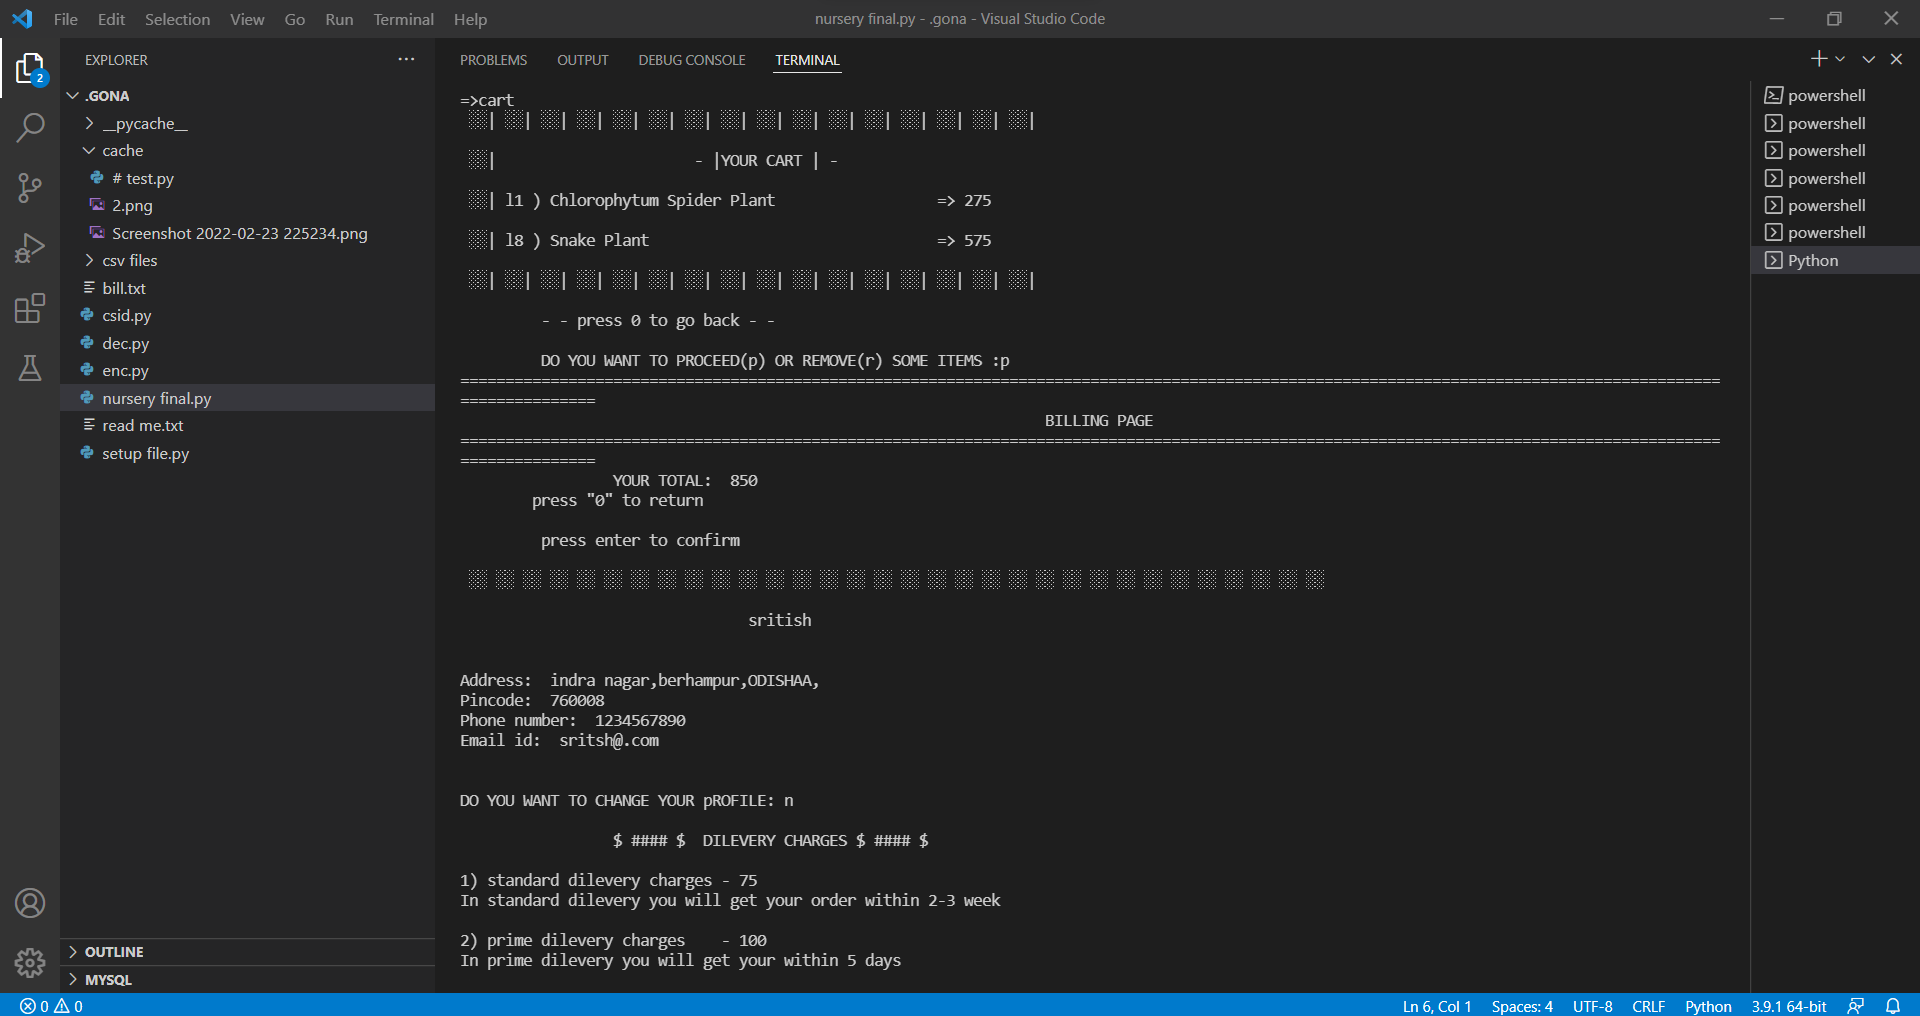 File Edit Selection View Go Run Terminal Help
nursery final.py - .gona - Visual Studio Code
EXPLORER
2
.GONA
__pycache__
cache
# test.py
2.png
Screenshot 2022-02-23 225234.png
csv files
bill.txt
csid.py
dec.py
enc.py
nursery final.py
read me.txt
setup file.py
OUTLINE
MYSQL
PROBLEMS OUTPUT DEBUG CONSOLE TERMINAL
=>cart
░░| ░░| ░░| ░░| ░░| ░░| ░░| ░░| ░░| ░░| ░░| ░░| ░░| ░░| ░░| ░░|
░░| - |YOUR CART | -
░░| l1 ) Chlorophytum Spider Plant => 275
░░| l8 ) Snake Plant => 575
░░| ░░| ░░| ░░| ░░| ░░| ░░| ░░| ░░| ░░| ░░| ░░| ░░| ░░| ░░| ░░|
- - press 0 to go back - -
DO YOU WANT TO PROCEED(p) OR REMOVE(r) SOME ITEMS :p
============================================================================================================================================
===============
BILLING PAGE
============================================================================================================================================
===============
YOUR TOTAL: 850
press "0" to return
press enter to confirm
░░ ░░ ░░ ░░ ░░ ░░ ░░ ░░ ░░ ░░ ░░ ░░ ░░ ░░ ░░ ░░ ░░ ░░ ░░ ░░ ░░ ░░ ░░ ░░ ░░ ░░ ░░ ░░ ░░ ░░ ░░ ░░
sritish
Address: indra nagar,berhampur,ODISHAA,
Pincode: 760008
Phone number: 1234567890
Email id: sritsh@.com
DO YOU WANT TO CHANGE YOUR pROFILE: n
$ #### $ DILEVERY CHARGES $ #### $
1) standard dilevery charges - 75
In standard dilevery you will get your order within 2-3 week
2) prime dilevery charges - 100
In prime dilevery you will get your within 5 days
powershell
powershell
powershell
powershell
powershell
powershell
Python
0 0
Ln 6, Col 1 Spaces: 4 UTF-8 CRLF Python 3.9.1 64-bit